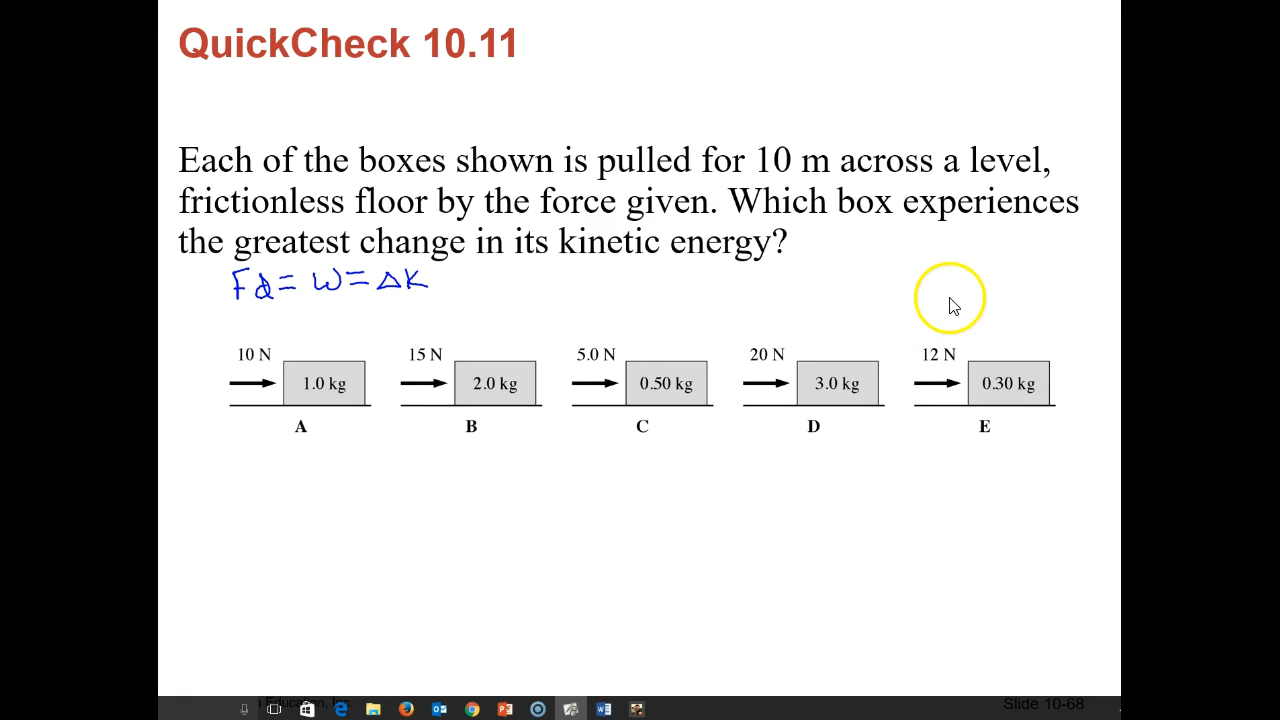 QuickCheck 10.11
Each of the boxes shown is pulled for 10 m across a level,
frictionless floor by the force given. Which box experiences
the greatest change in its kinetic energy?
Fd = W = ΔK
10 N 15 N 5.0 N 20 N 12 N
1.0 kg 2.0 kg 0.50 kg 3.0 kg 0.30 kg
A B C D E
Slide 10-68